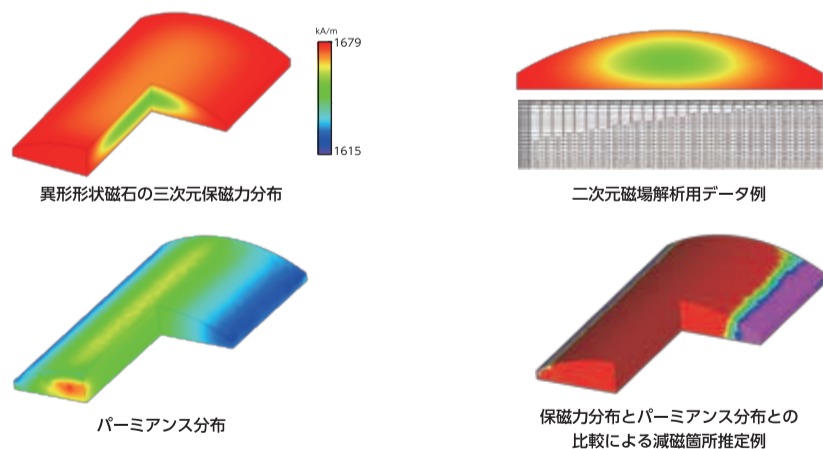 kA/m
1679
1615
異形形状磁石の三次元保磁力分布
二次元磁場解析用データ例
パーミアンス分布
保磁力分布とパーミアンス分布との
比較による減磁箇所推定例